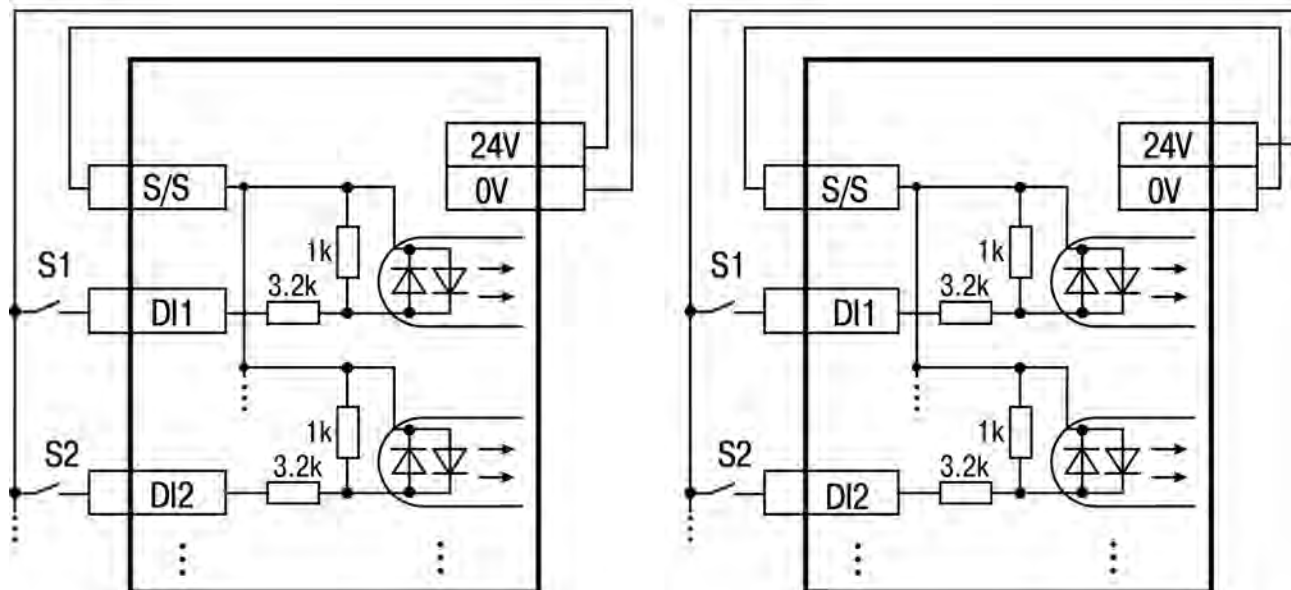 24V
S/S
0V
1k
S1
3.2k
DI1
1k
S2
3.2k
DI2
24V
S/S
0V
1k
S1
3.2k
DI1
1k
S2
3.2k
DI2